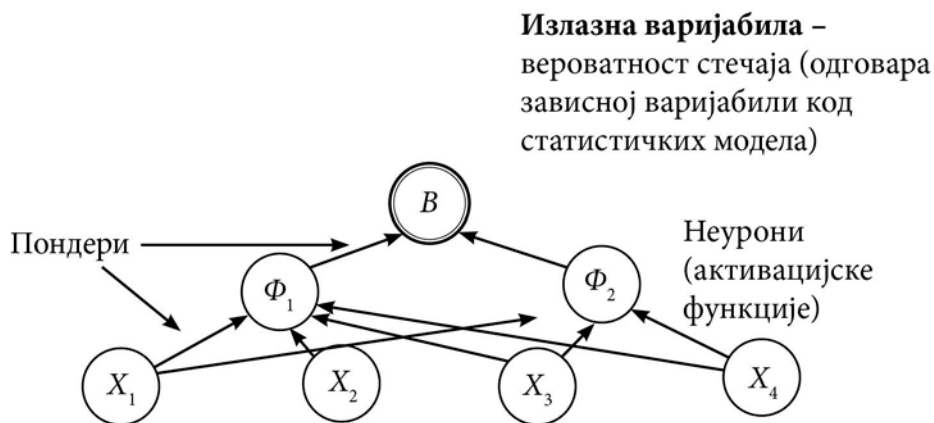 Излазна варијабила –
вероватност стечаја (одговара
зависној варијабили код
статистичких модела)
B
Пондери
Неурони
(активацијске
функције)
Φ₁
Φ₂
X₁
X₂
X₃
X₄